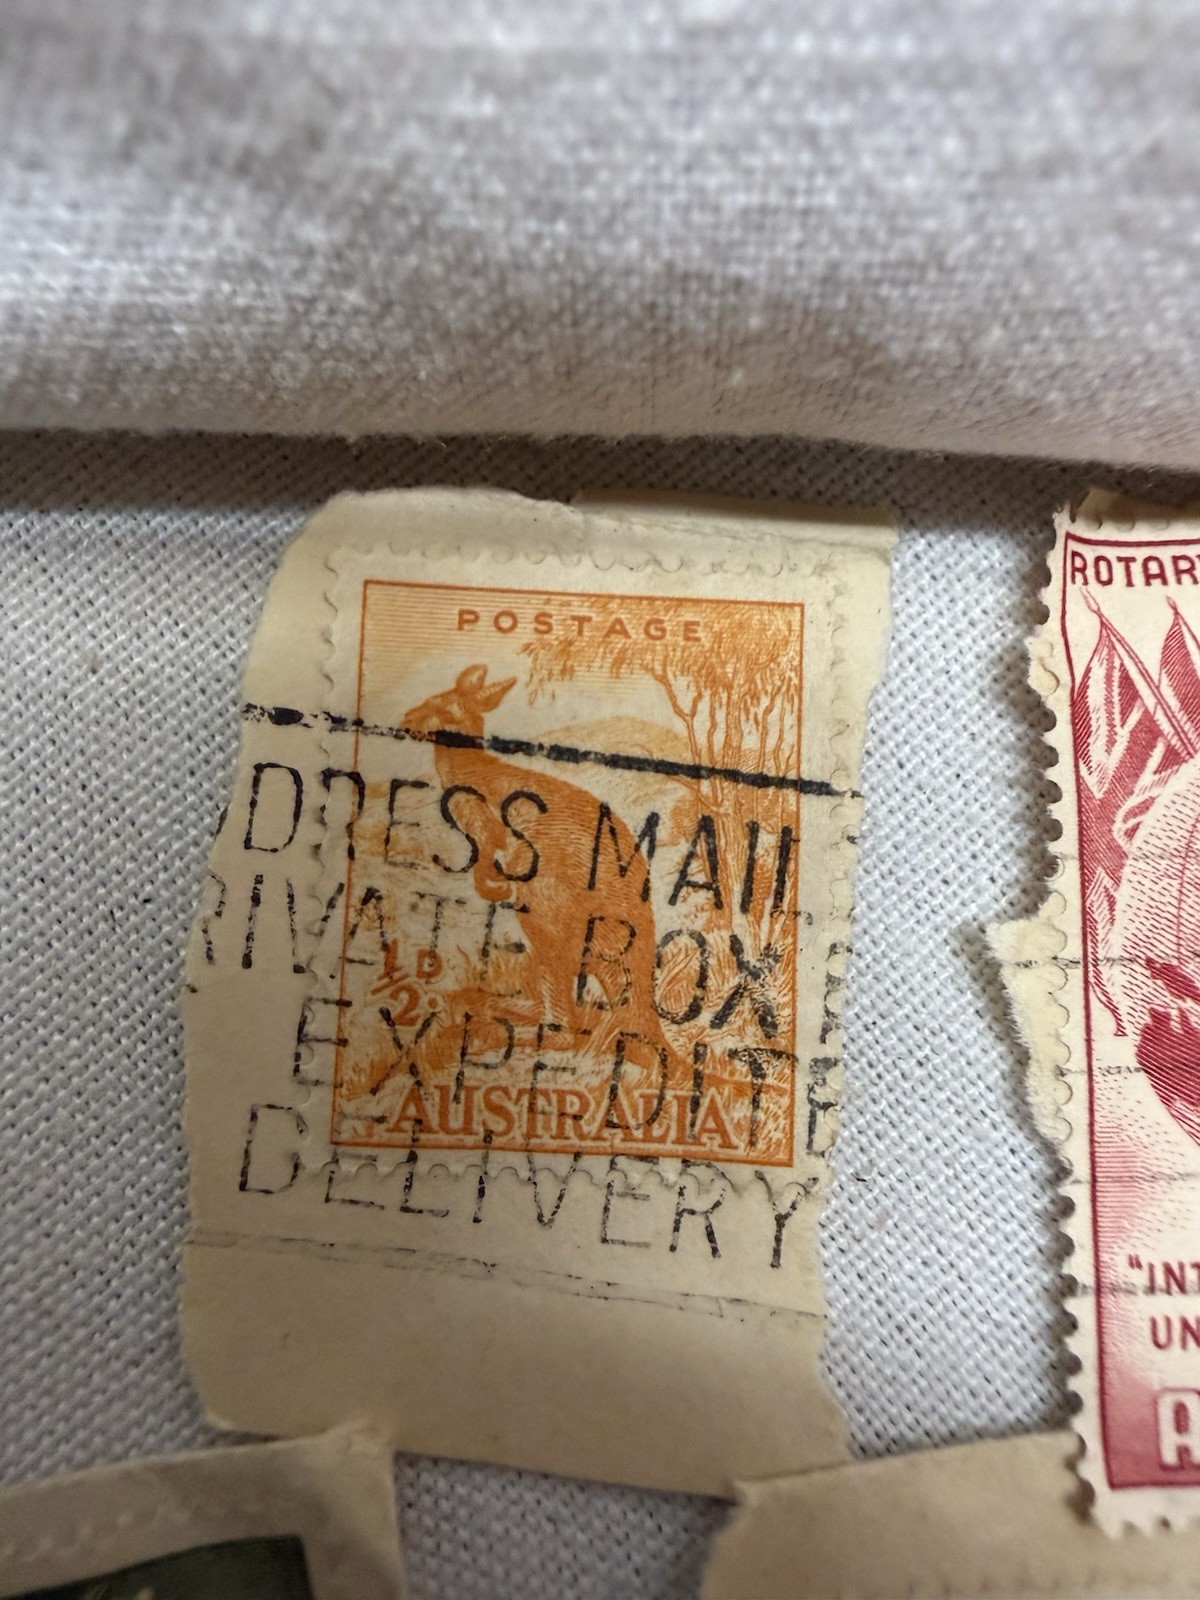 POSTAGE
DRESS MAIL
RIVATE BOX
½D.
EXPEDITE
AUSTRALIA
DELIVERY
ROTAR
"INT
UN
A